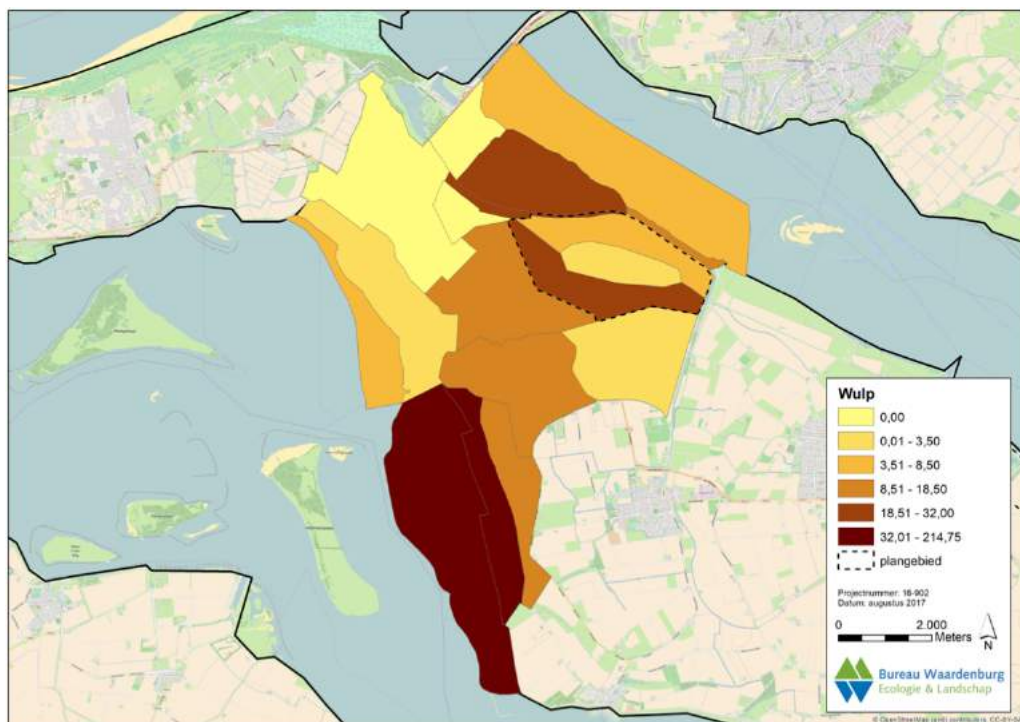 Wulp
0,00
0,01 - 3,50
3,51 - 8,50
8,51 - 18,50
18,51 - 32,00
32,01 - 214,75
plangebied
Projectnummer: 16-902
Datum: augustus 2017
0 2.000
Meters
N
Bureau Waardenburg
Ecologie & Landschap